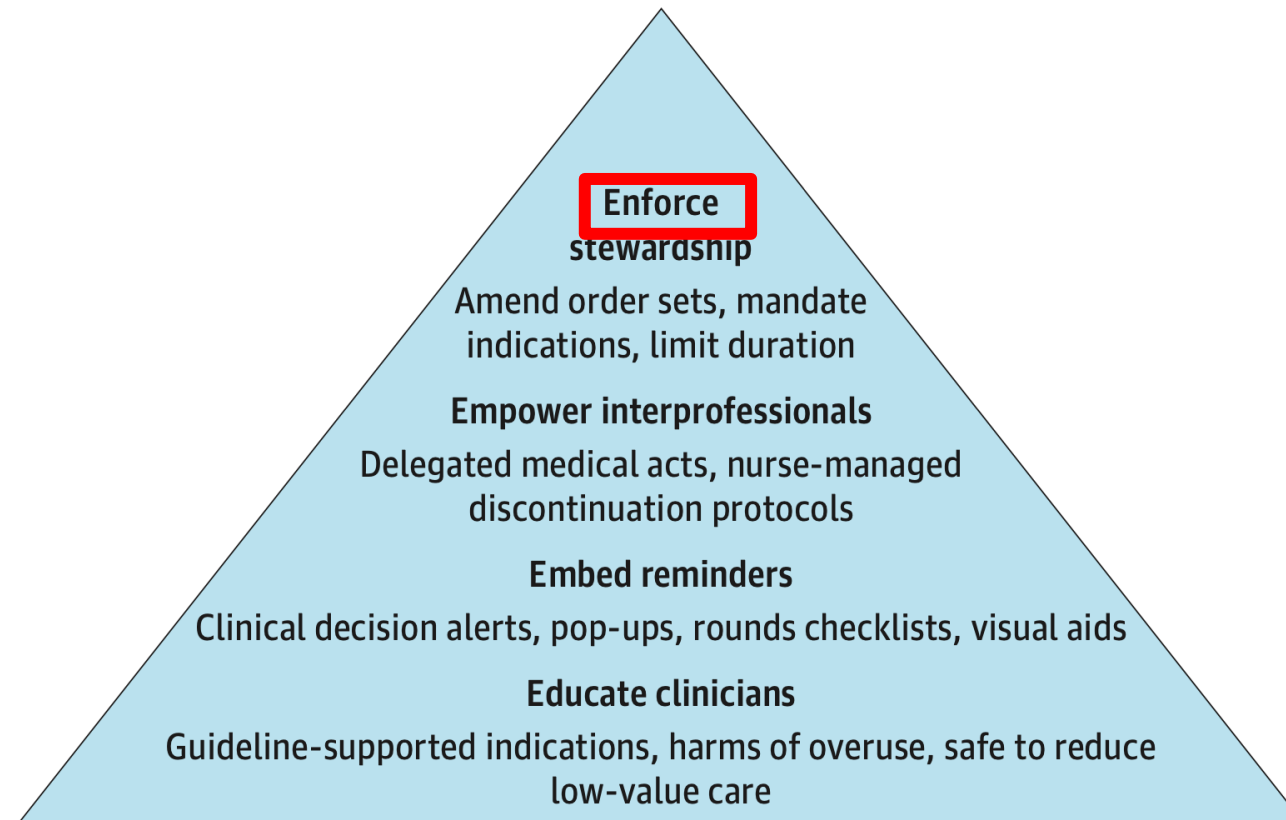 Enforce
stewardship
Amend order sets, mandate
indications, limit duration
Empower interprofessionals
Delegated medical acts, nurse-managed
discontinuation protocols
Embed reminders
Clinical decision alerts, pop-ups, rounds checklists, visual aids
Educate clinicians
Guideline-supported indications, harms of overuse, safe to reduce
low-value care